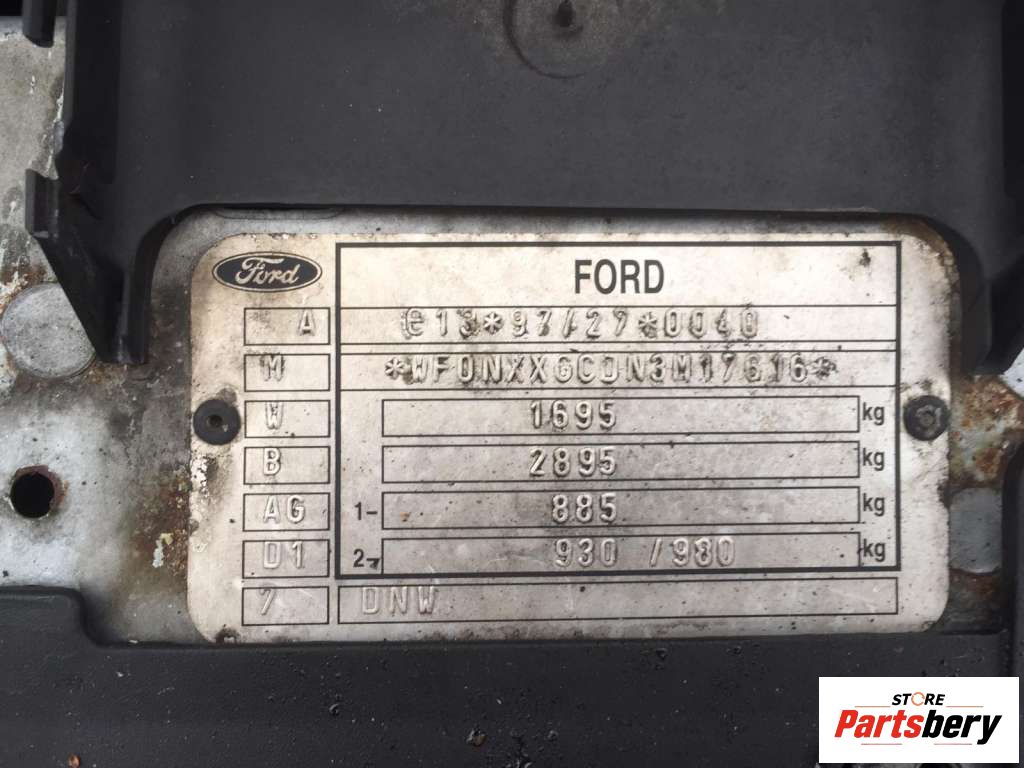 Ford FORD
A e13*97/27*0040
M *WF0NXXGCDN3M17616*
W 1695 kg
B 2895 kg
AG 1- 885 kg
D1 2- 930 /980 kg
7 DNW
STORE
Partsbery